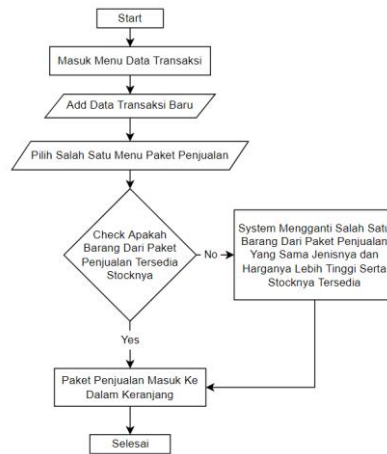 Start
Masuk Menu Data Transaksi
Add Data Transaksi Baru
Pilih Salah Satu Menu Paket Penjualan
Check Apakah
Barang Dari Paket
Penjualan Tersedia
Stocknya
No
System Mengganti Salah Satu
Barang Dari Paket Penjualan
Yang Sama Jenisnya dan
Harganya Lebih Tinggi Serta
Stocknya Tersedia
Yes
Paket Penjualan Masuk Ke
Dalam Keranjang
Selesai